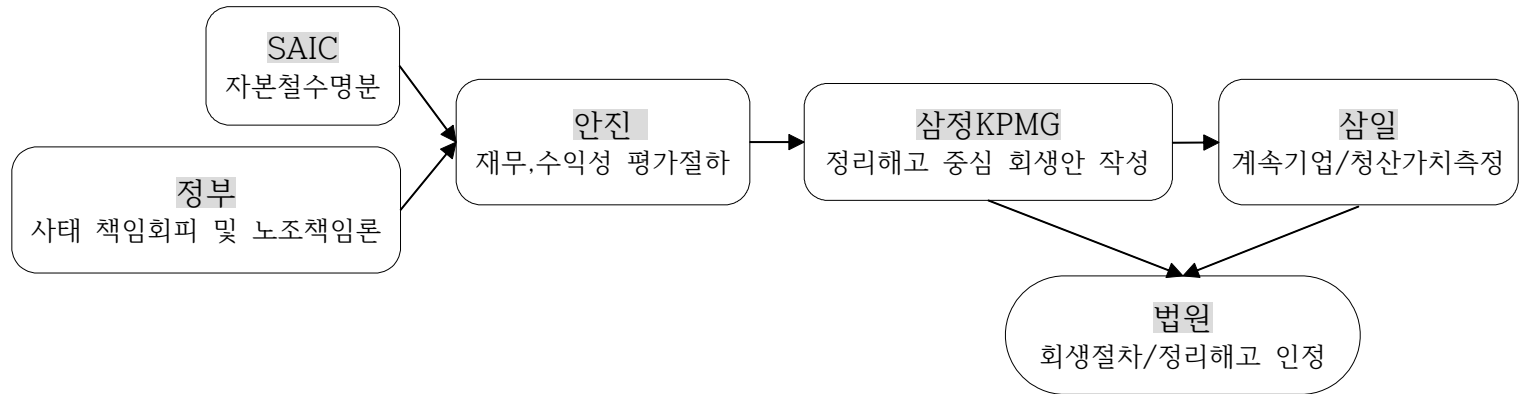 SAIC
자본철수명분
정부
사태 책임회피 및 노조책임론
안진
재무,수익성 평가절하
삼정KPMG
정리해고 중심 회생안 작성
삼일
계속기업/청산가치측정
법원
회생절차/정리해고 인정